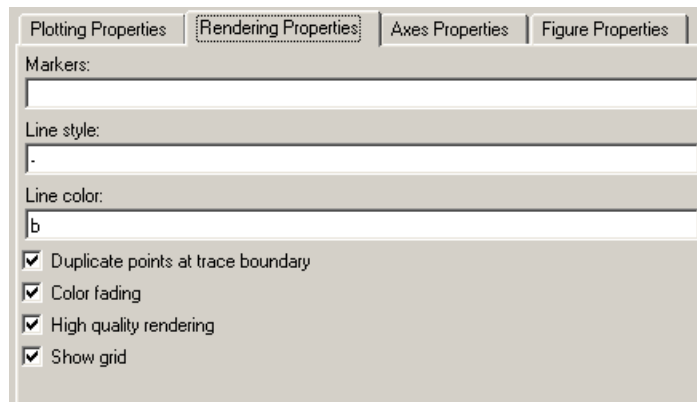 Plotting Properties Rendering Properties Axes Properties Figure Properties
Markers:
Line style:
-
Line color:
b
Duplicate points at trace boundary
Color fading
High quality rendering
Show grid